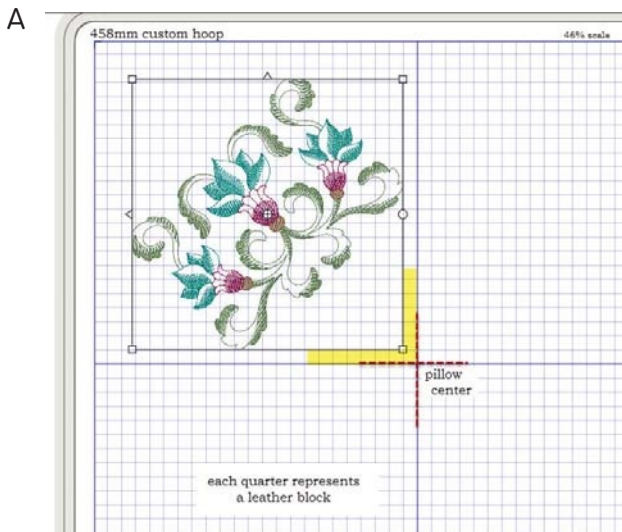 A
458mm custom hoop
46% scale
pillow
center
each quarter represents
a leather block